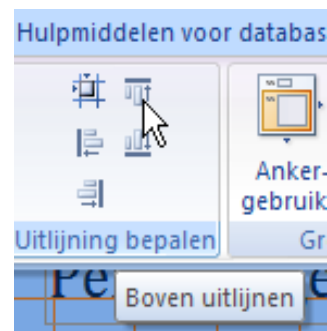 Hulpmiddelen voor databas
Anker-
gebruik
Uitlijning bepalen
Gr
Pe
e
Boven uitlijnen